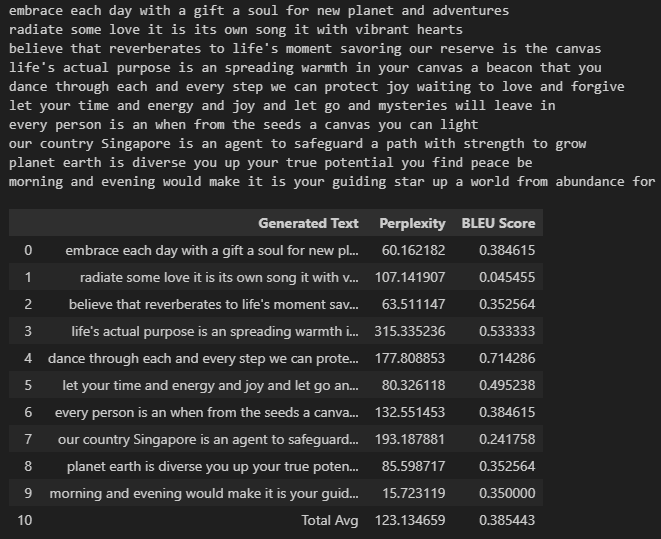 embrace each day with a gift a soul for new planet and adventures
radiate some love it is its own song it with vibrant hearts
believe that reverberates to life's moment savoring our reserve is the canvas
life's actual purpose is an spreading warmth in your canvas a beacon that you
dance through each and every step we can protect joy waiting to love and forgive
let your time and energy and joy and let go and mysteries will leave in
every person is an when from the seeds a canvas you can light
our country Singapore is an agent to safeguard a path with strength to grow
planet earth is diverse you up your true potential you find peace be
morning and evening would make it is your guiding star up a world from abundance for
Generated Text Perplexity BLEU Score
0 embrace each day with a gift a soul for new pl... 60.162182 0.384615
1 radiate some love it is its own song it with v... 107.141907 0.045455
2 believe that reverberates to life's moment sav... 63.511147 0.352564
3 life's actual purpose is an spreading warmth i... 315.335236 0.533333
4 dance through each and every step we can prote... 177.808853 0.714286
5 let your time and energy and joy and let go an... 80.326118 0.495238
6 every person is an when from the seeds a canva... 132.551453 0.384615
7 our country Singapore is an agent to safeguard... 193.187881 0.241758
8 planet earth is diverse you up your true poten... 85.598717 0.352564
9 morning and evening would make it is your guid... 15.723119 0.350000
10 Total Avg 123.134659 0.385443